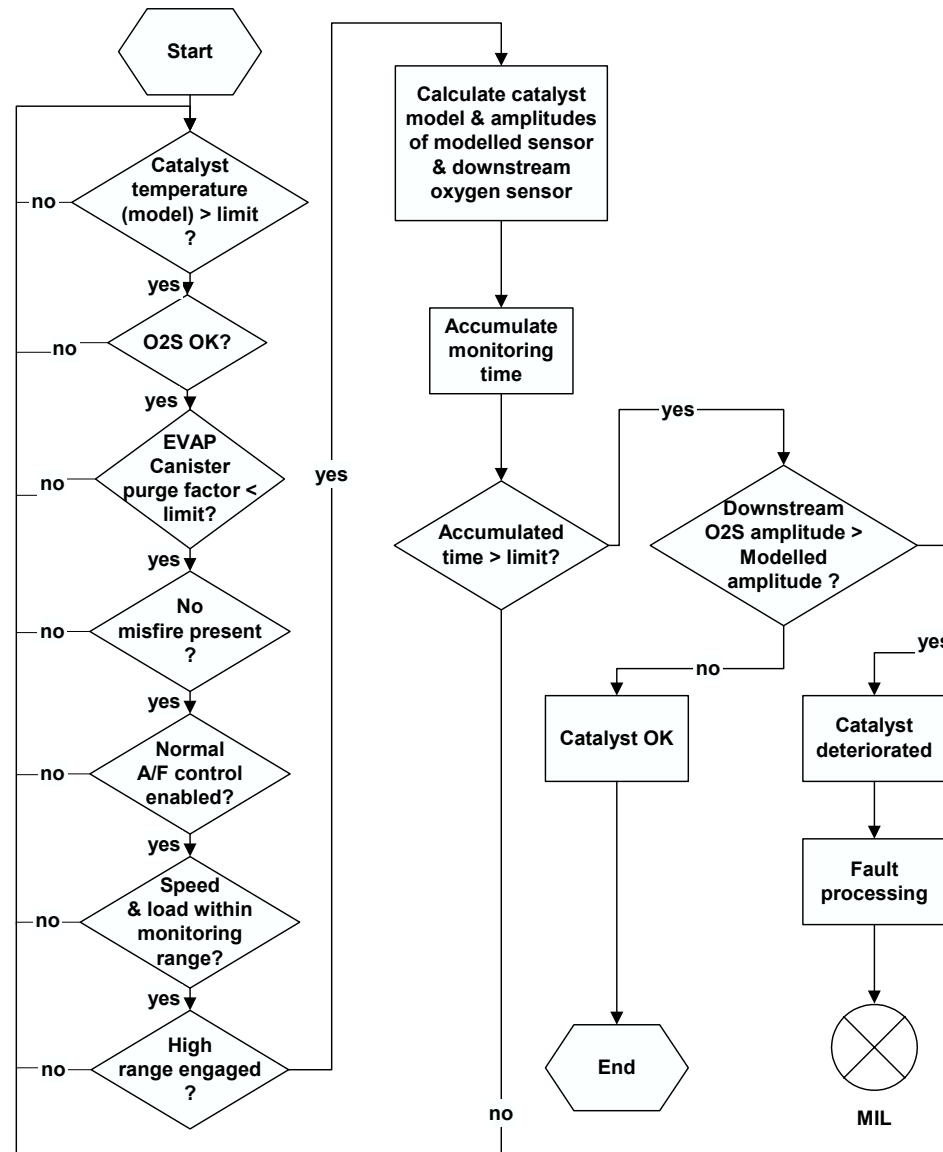 Start
Catalyst
temperature
(model) > limit
?
no
yes
O2S OK?
no
yes
EVAP
Canister
purge factor <
limit?
no
yes
No
misfire present
?
no
yes
Normal
A/F control
enabled?
no
yes
Speed
& load within
monitoring
range?
no
yes
High
range engaged
?
no
yes
Calculate catalyst
model & amplitudes
of modelled sensor
& downstream
oxygen sensor
Accumulate
monitoring
time
Accumulated
time > limit?
yes
no
Downstream
O2S amplitude >
Modelled
amplitude ?
no
yes
Catalyst OK
End
Catalyst
deteriorated
Fault
processing
MIL